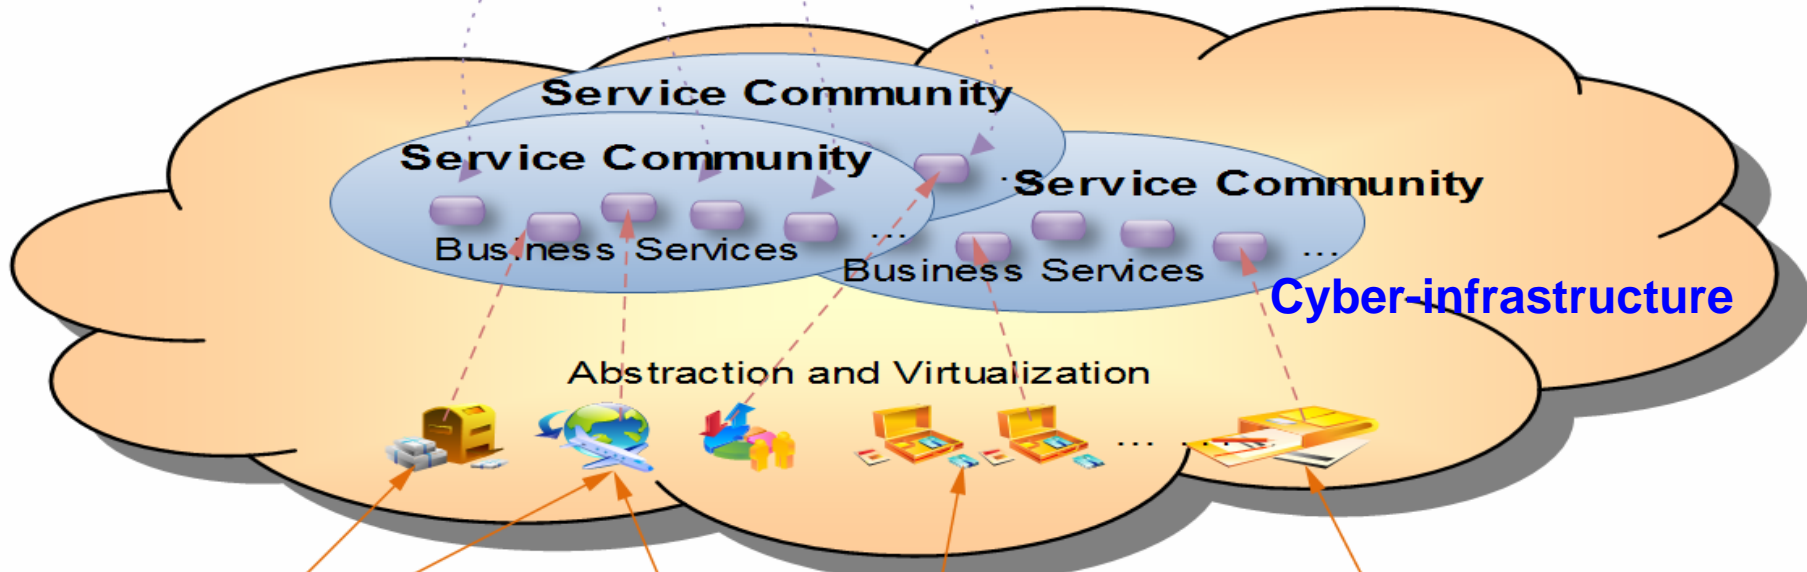 Service Community
Service Community
...Service Community
Business Services ...
Business Services ...
Cyber-infrastructure
Abstraction and Virtualization
... ...